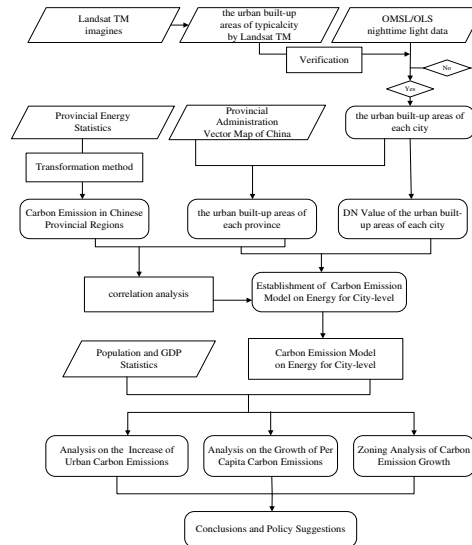 Landsat TM
imagines
the urban built-up
areas of typicalcity
by Landsat TM
OMSL/OLS
nighttime light data
Verification
No
Yes
Provincial Energy
Statistics
Provincial
Administration
Vector Map of China
the urban built-up areas of
each city
Transformation method
Carbon Emission in Chinese
Provincial Regions
the urban built-up areas of
each province
DN Value of the urban built-
up areas of each city
correlation analysis
Establishment of Carbon Emission
Model on Energy for City-level
Population and GDP
Statistics
Carbon Emission Model
on Energy for City-level
Analysis on the Increase of
Urban Carbon Emissions
Analysis on the Growth of Per
Capita Carbon Emissions
Zoning Analysis of Carbon
Emission Growth
Conclusions and Policy Suggestions